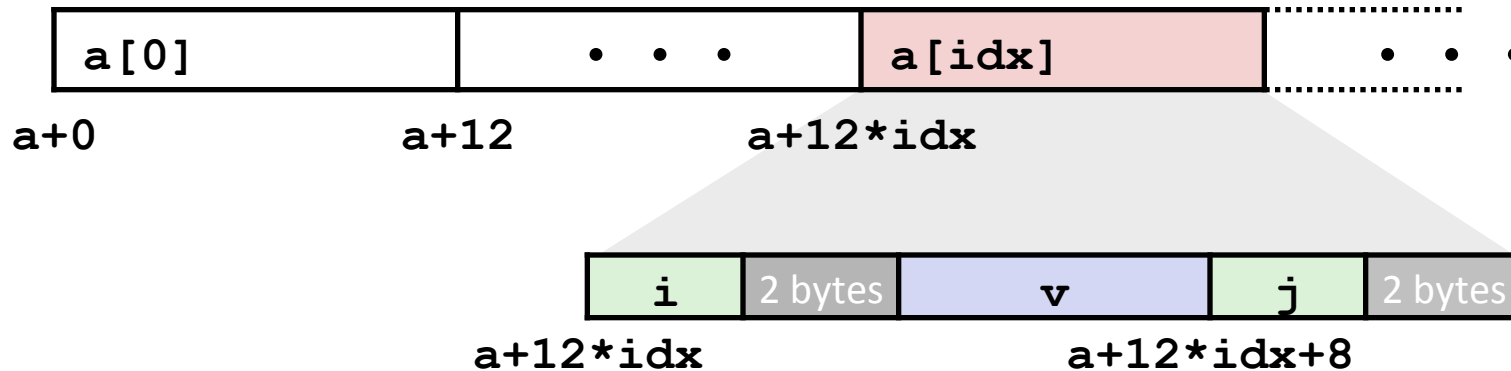 a[0] • • • a[idx] • • •
a+0 a+12 a+12*idx
i 2 bytes v j 2 bytes
a+12*idx a+12*idx+8